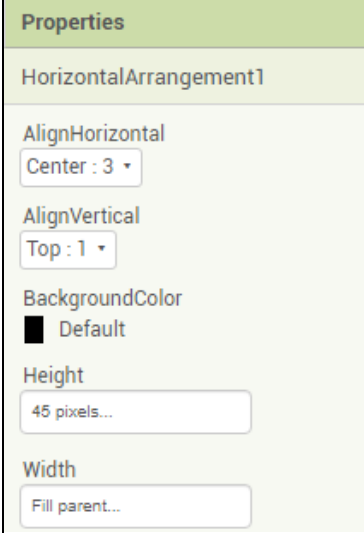 Properties
HorizontalArrangement1
AlignHorizontal
Center : 3
AlignVertical
Top : 1
BackgroundColor
Default
Height
45 pixels...
Width
Fill parent...